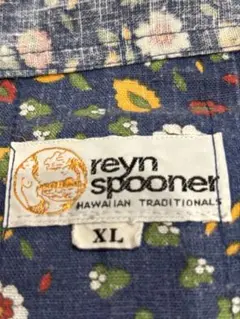 reyn
spooner
HAWAIIAN TRADITIONALS
XL